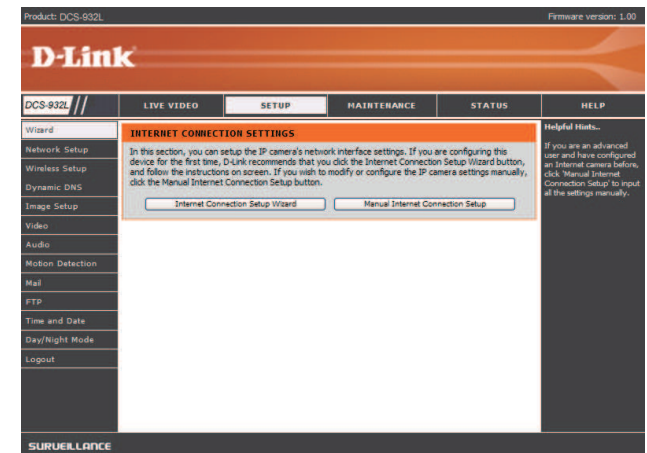 Product: DCS-932L
Firmware version: 1.00
D-Link
DCS-932L
LIVE VIDEO
SETUP
MAINTENANCE
STATUS
HELP
Wizard
Network Setup
Wireless Setup
Dynamic DNS
Image Setup
Video
Audio
Motion Detection
Mail
FTP
Time and Date
Day/Night Mode
Logout
INTERNET CONNECTION SETTINGS
In this section, you can setup the IP camera's network interface settings. If you are configuring this
device for the first time, D-Link recommends that you click the Internet Connection Setup Wizard button,
and follow the instructions on screen. If you wish to modify or configure the IP camera settings manually,
click the Manual Internet Connection Setup button.
Internet Connection Setup Wizard
Manual Internet Connection Setup
Helpful Hints..
If you are an advanced
user and have configured
an Internet camera before,
click 'Manual Internet
Connection Setup' to input
all the settings manually.
SURVEILLANCE